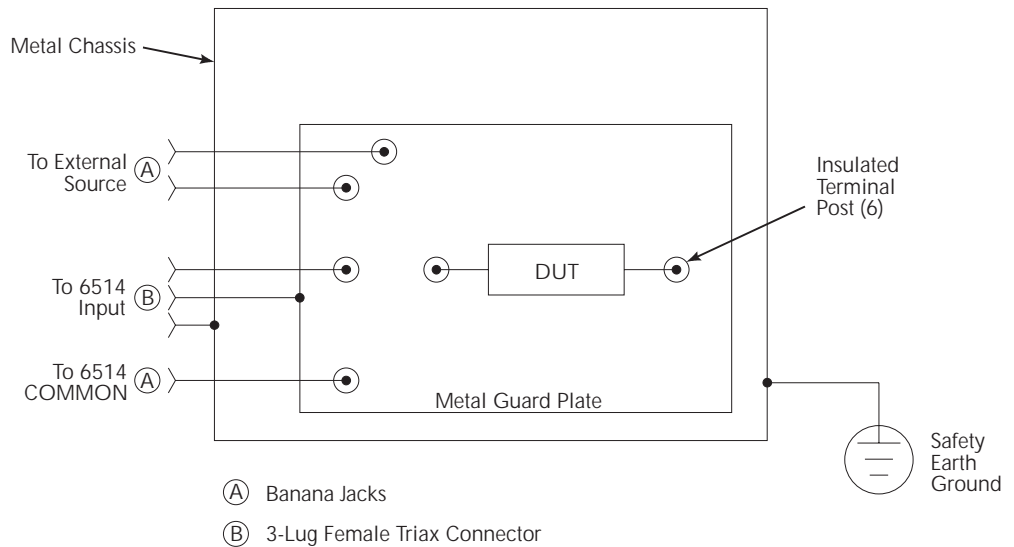 Metal Chassis
To External
Source
A
Insulated
Terminal
Post (6)
To 6514
Input
B
DUT
To 6514
COMMON
A
Metal Guard Plate
Safety
Earth
Ground
A Banana Jacks
B 3-Lug Female Triax Connector